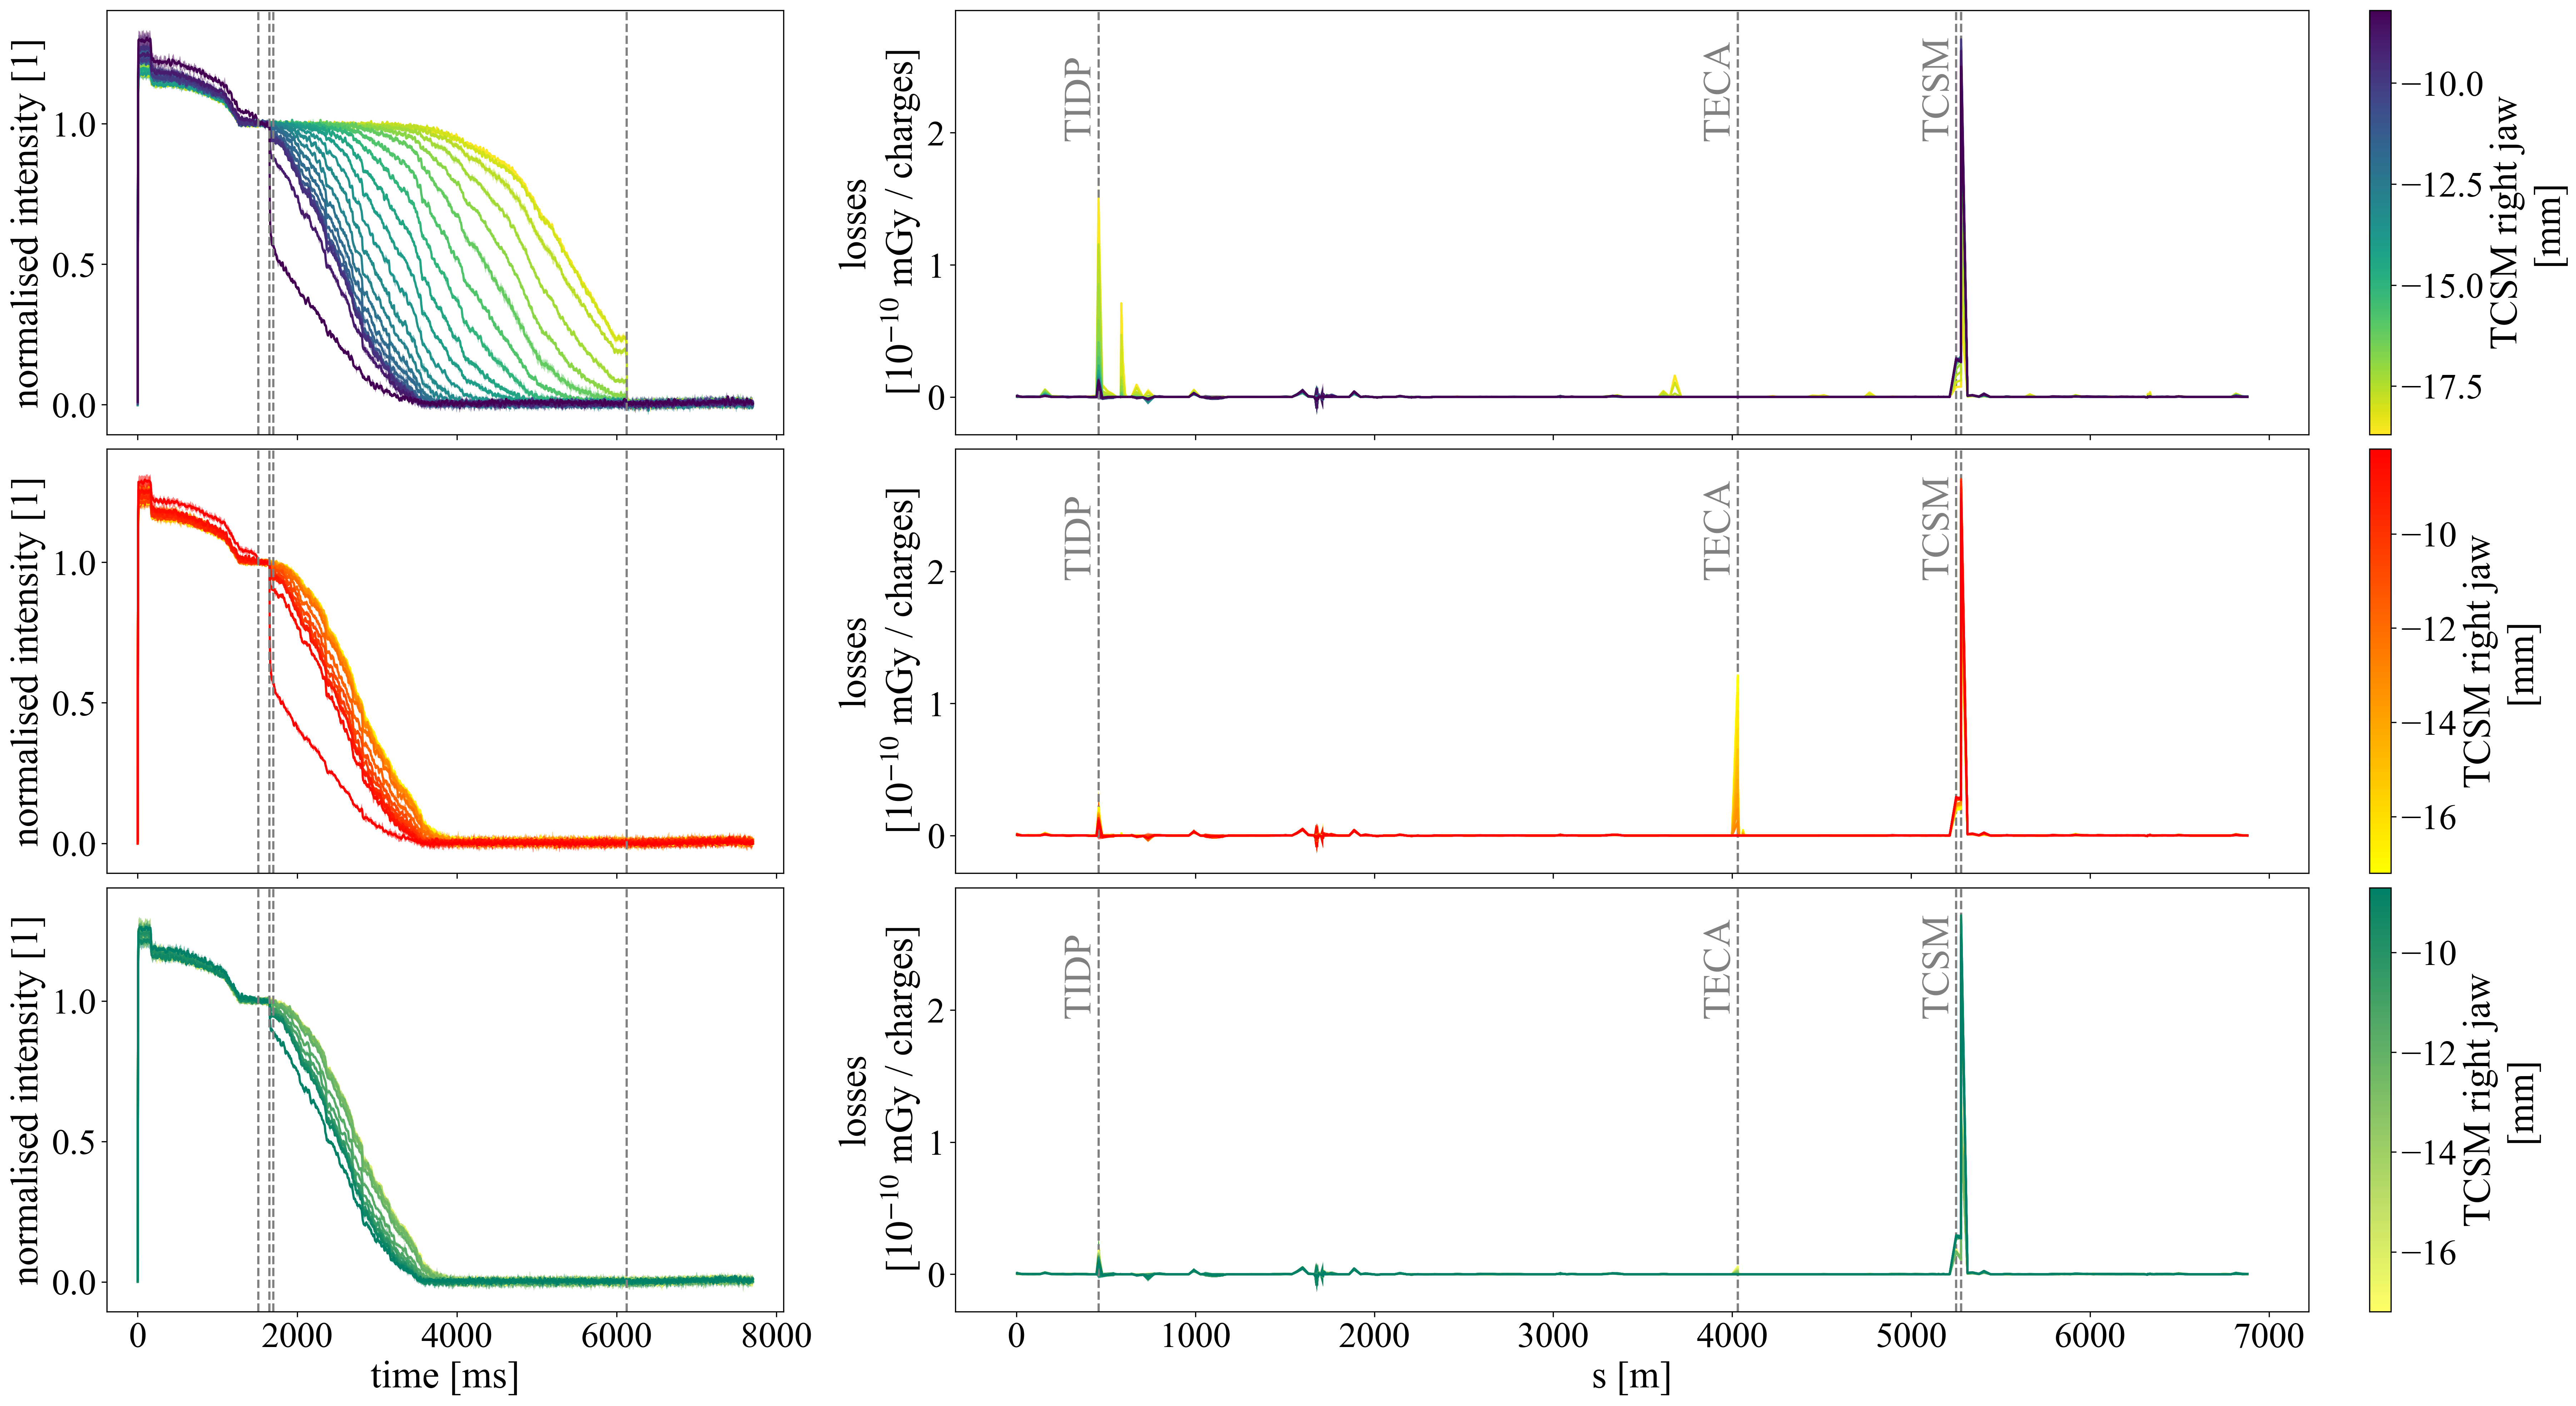 normalised intensity [1]
1.0
0.5
0.0
losses
[10⁻¹⁰ mGy / charges]
2
1
0
TIDP
TECA
TCSM
−10.0
−12.5
−15.0
−17.5
TCSM right jaw
[mm]
normalised intensity [1]
1.0
0.5
0.0
losses
[10⁻¹⁰ mGy / charges]
2
1
0
TIDP
TECA
TCSM
−10
−12
−14
−16
TCSM right jaw
[mm]
normalised intensity [1]
1.0
0.5
0.0
0 2000 4000 6000 8000
time [ms]
losses
[10⁻¹⁰ mGy / charges]
2
1
0
TIDP
TECA
TCSM
0 1000 2000 3000 4000 5000 6000 7000
s [m]
−10
−12
−14
−16
TCSM right jaw
[mm]